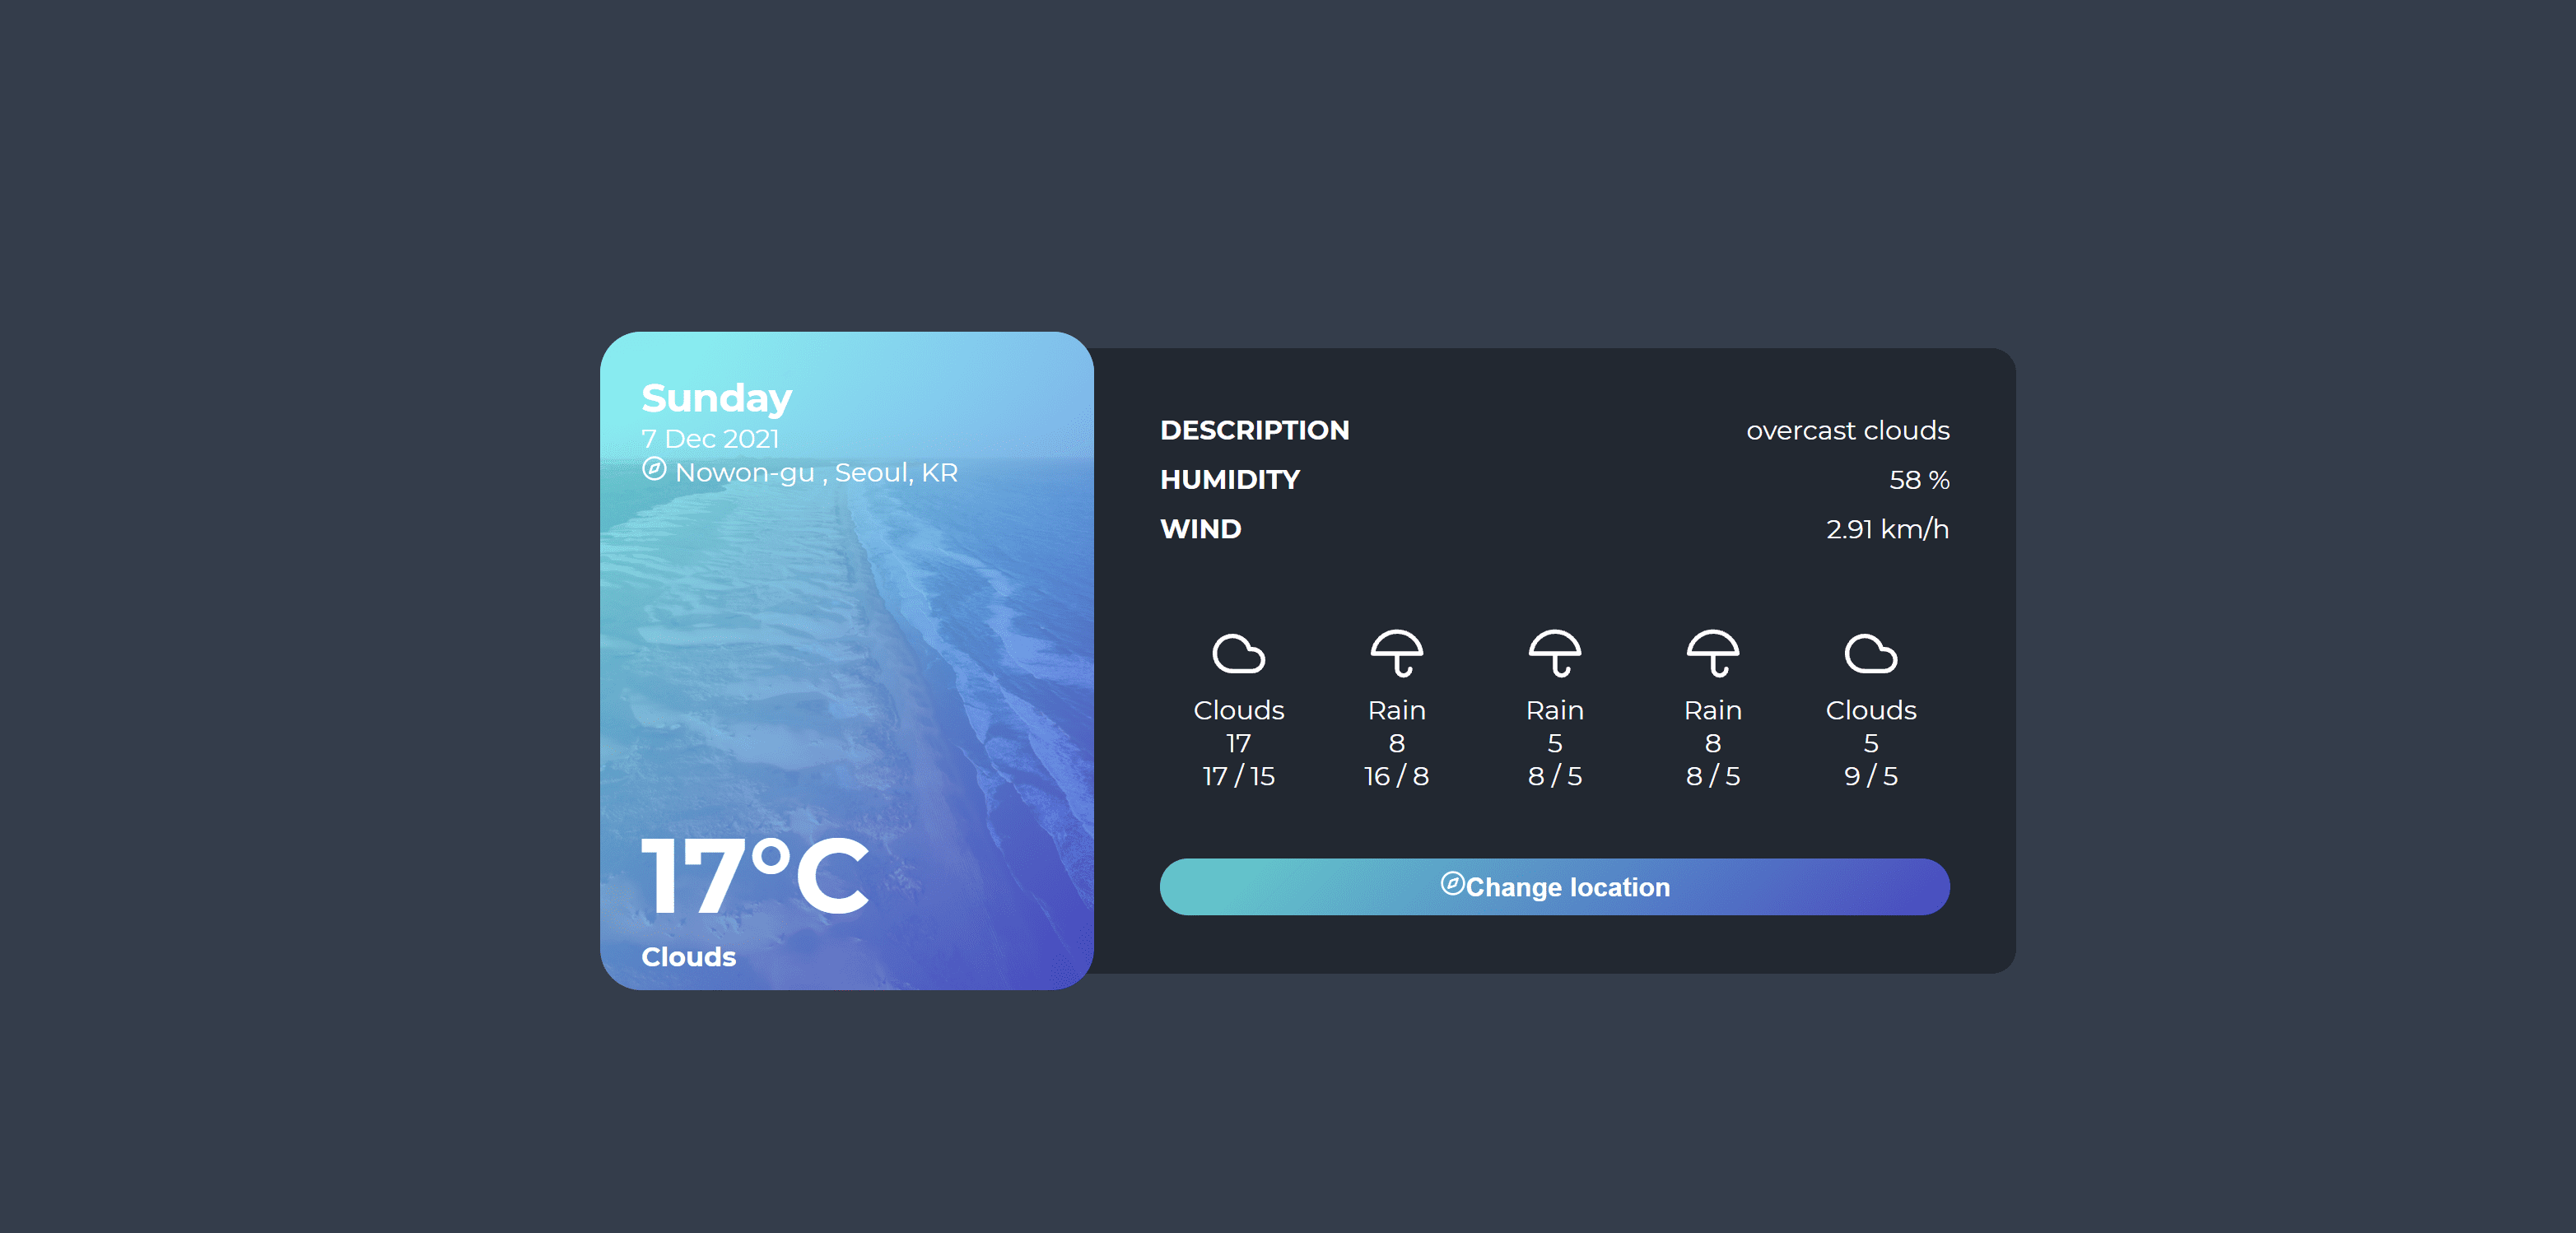 Sunday
7 Dec 2021
Nowon-gu , Seoul, KR
17°C
Clouds
DESCRIPTION overcast clouds
HUMIDITY 58 %
WIND 2.91 km/h
Clouds Rain Rain Rain Clouds
17 8 5 8 5
17 / 15 16 / 8 8 / 5 8 / 5 9 / 5
Change location